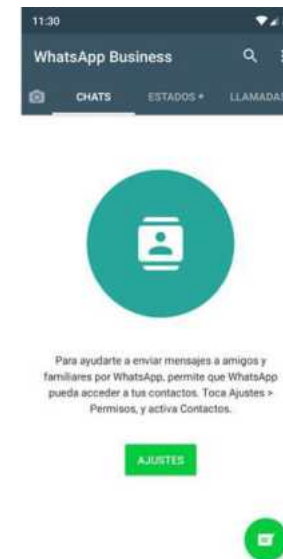 11:30
WhatsApp Business
CHATS
ESTADOS •
LLAMADAS
Para ayudarte a enviar mensajes a amigos y
familiares por WhatsApp, permite que WhatsApp
pueda acceder a tus contactos. Toca Ajustes >
Permisos, y activa Contactos.
AJUSTES